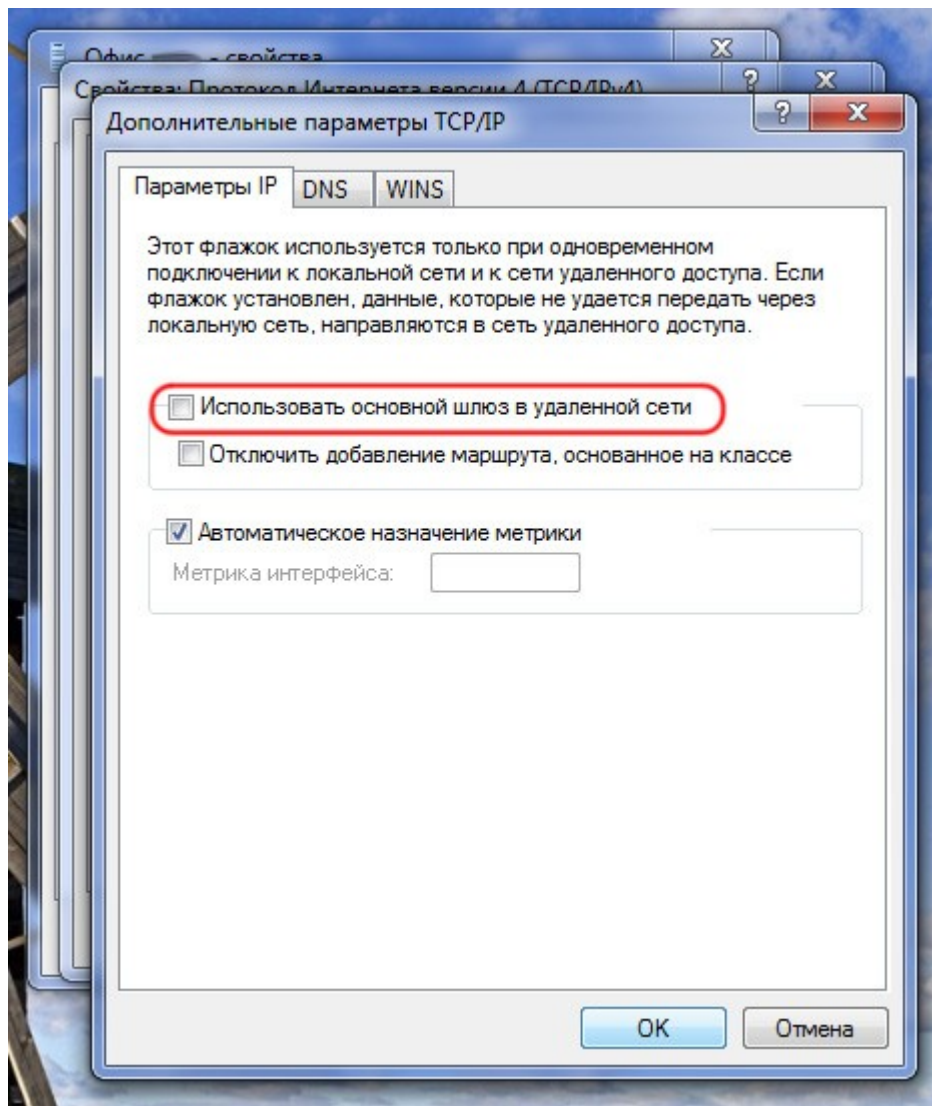 Офис - свойства
Свойства: Протокол Интернета версии 4 (TCP/IPv4)
Дополнительные параметры TCP/IP
Параметры IP DNS WINS
Этот флажок используется только при одновременном
подключении к локальной сети и к сети удаленного доступа. Если
флажок установлен, данные, которые не удается передать через
локальную сеть, направляются в сеть удаленного доступа.
Использовать основной шлюз в удаленной сети
Отключить добавление маршрута, основанное на классе
Автоматическое назначение метрики
Метрика интерфейса:
OK Отмена